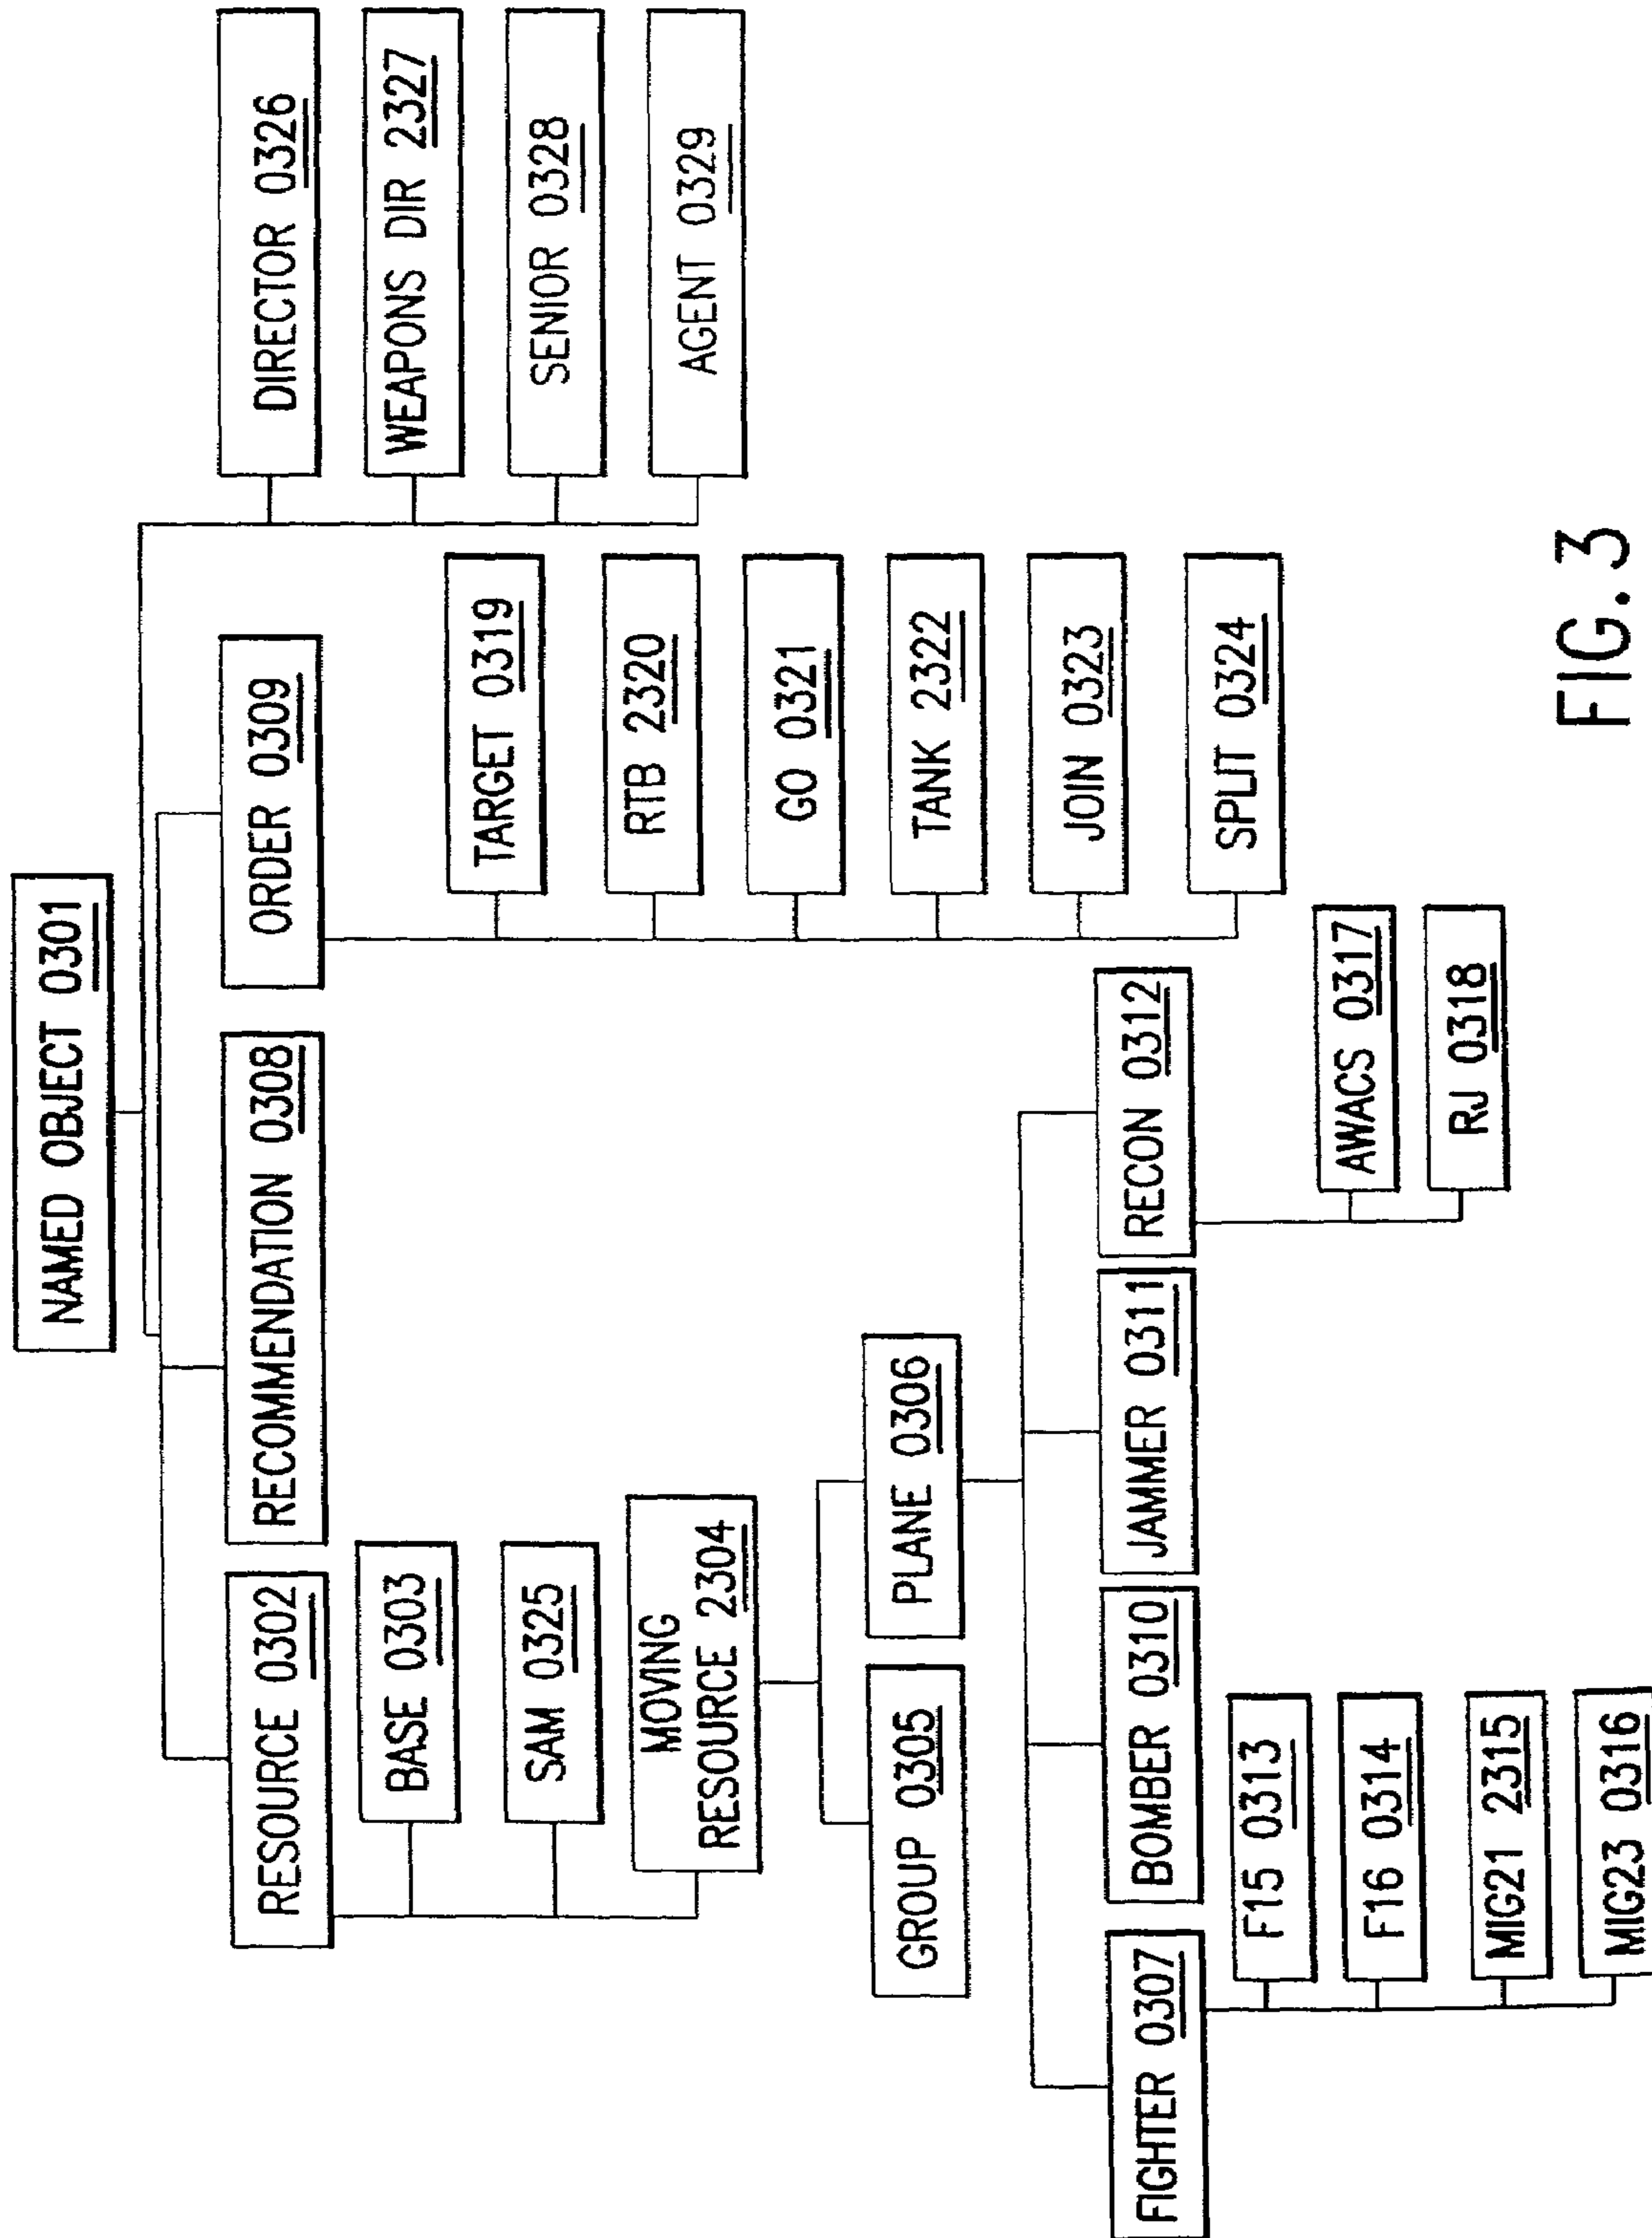 NAMED OBJECT 0301
RESOURCE 0302
RECOMMENDATION 0308
ORDER 0309
DIRECTOR 0326
WEAPONS DIR 2327
SENIOR 0328
AGENT 0329
BASE 0303
SAM 0325
MOVING
RESOURCE 2304
TARGET 0319
RTB 2320
GO 0321
TANK 2322
JOIN 0323
SPLIT 0324
GROUP 0305
PLANE 0306
FIGHTER 0307
BOMBER 0310
JAMMER 0311
RECON 0312
F15 0313
F16 0314
MIG21 2315
MIG23 0316
AWACS 0317
RJ 0318
FIG. 3